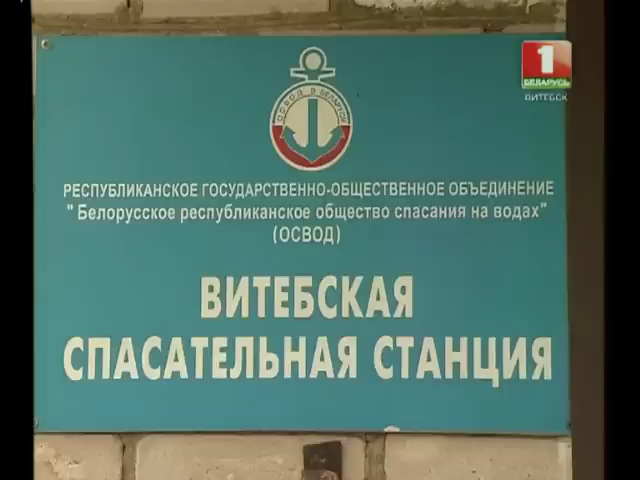 1
БЕЛАРУСЬ
ВИТЕБСК
ОСВОД В БЕЛАРУСИ
РЕСПУБЛИКАНСКОЕ ГОСУДАРСТВЕННО-ОБЩЕСТВЕННОЕ ОБЪЕДИНЕНИЕ
" Белорусское республиканское общество спасания на водах"
(ОСВОД)
ВИТЕБСКАЯ
СПАСАТЕЛЬНАЯ СТАНЦИЯ